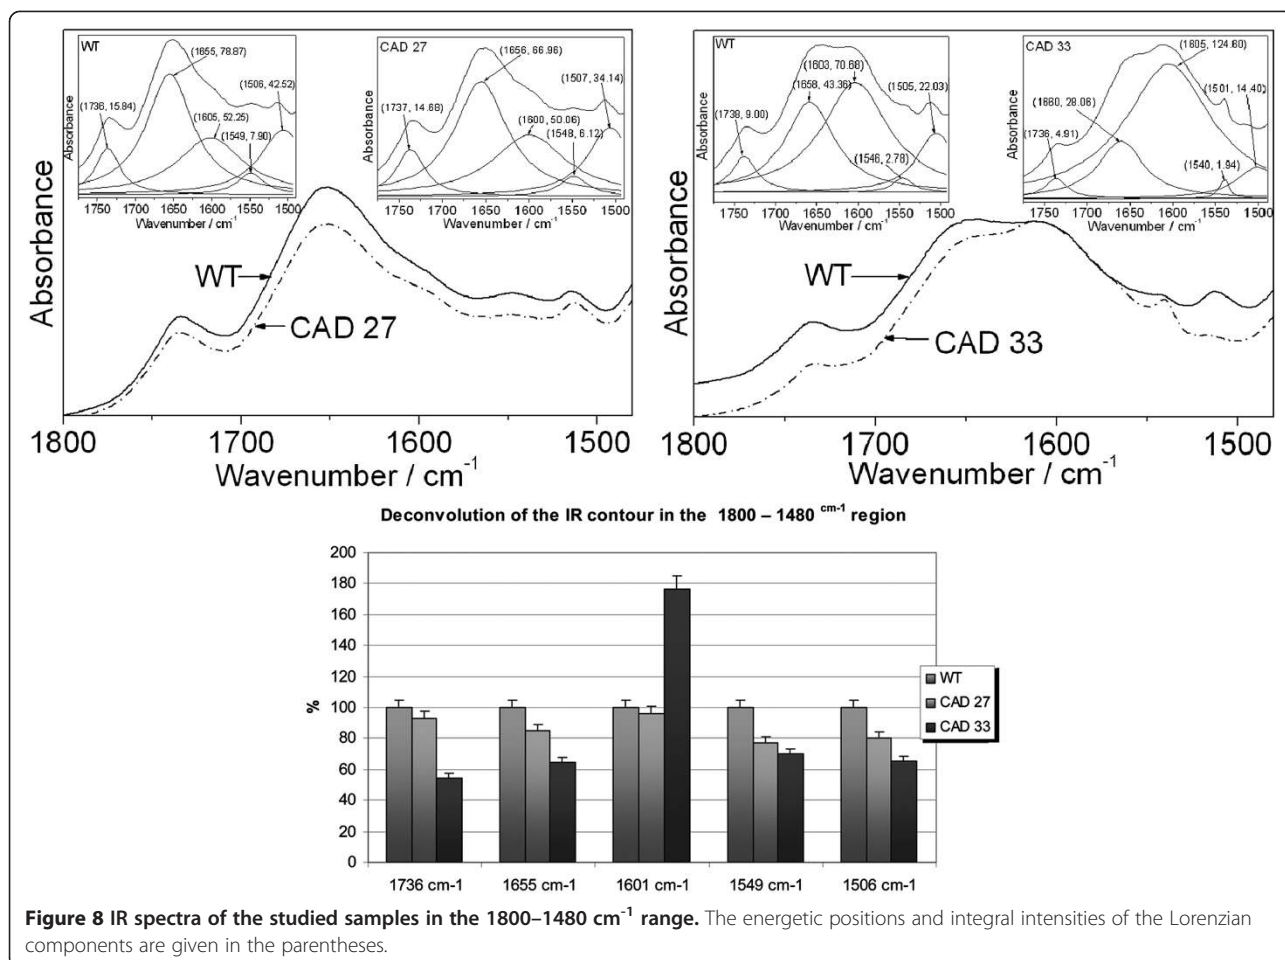 WT
(1655, 78.87)
(1506, 42.52)
(1736, 15.84)
(1605, 52.25)
(1549, 7.90)
Absorbance
1750 1700 1650 1600 1550 1500
Wavenumber / cm-1
CAD 27
(1656, 66.96)
(1507, 34.14)
(1737, 14.68)
(1600, 50.06)
(1548, 6.12)
Absorbance
1750 1700 1650 1600 1550 1500
Wavenumber / cm-1
Absorbance
WT
CAD 27
1800 1700 1600 1500
Wavenumber / cm-1
WT
(1603, 70.68)
(1658, 43.36)
(1505, 22.03)
(1738, 9.00)
(1546, 2.78)
Absorbance
1750 1700 1650 1600 1550 1500
Wavenumber / cm-1
CAD 33
(1605, 124.60)
(1660, 28.06)
(1501, 14.40)
(1736, 4.91)
(1540, 1.94)
Absorbance
1750 1700 1650 1600 1550 1500
Wavenumber / cm-1
Absorbance
WT
CAD 33
1800 1700 1600 1500
Wavenumber / cm-1
Deconvolution of the IR contour in the 1800 – 1480 cm-1 region
200
180
160
140
120
100
80
60
40
20
0
%
WT
CAD 27
CAD 33
1736 cm-1 1655 cm-1 1601 cm-1 1549 cm-1 1506 cm-1
Figure 8 IR spectra of the studied samples in the 1800–1480 cm-1 range. The energetic positions and integral intensities of the Lorenzian
components are given in the parentheses.